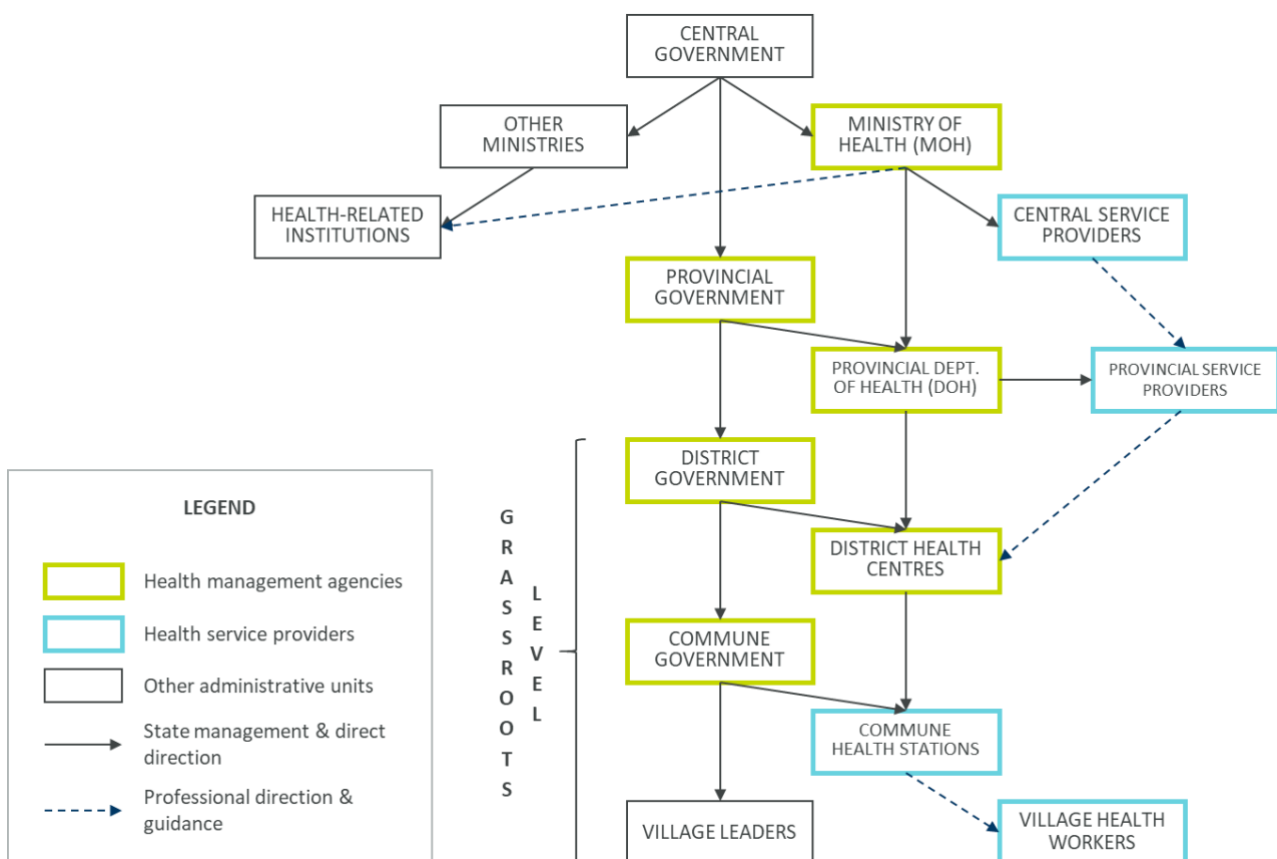 CENTRAL
GOVERNMENT
OTHER
MINISTRIES
MINISTRY OF
HEALTH (MOH)
HEALTH-RELATED
INSTITUTIONS
CENTRAL SERVICE
PROVIDERS
PROVINCIAL
GOVERNMENT
PROVINCIAL DEPT.
OF HEALTH (DOH)
PROVINCIAL SERVICE
PROVIDERS
DISTRICT
GOVERNMENT
DISTRICT HEALTH
CENTRES
COMMUNE
GOVERNMENT
COMMUNE
HEALTH STATIONS
VILLAGE LEADERS
VILLAGE HEALTH
WORKERS
GRASSROOTS
LEVEL
LEGEND
Health management agencies
Health service providers
Other administrative units
State management & direct
direction
Professional direction &
guidance